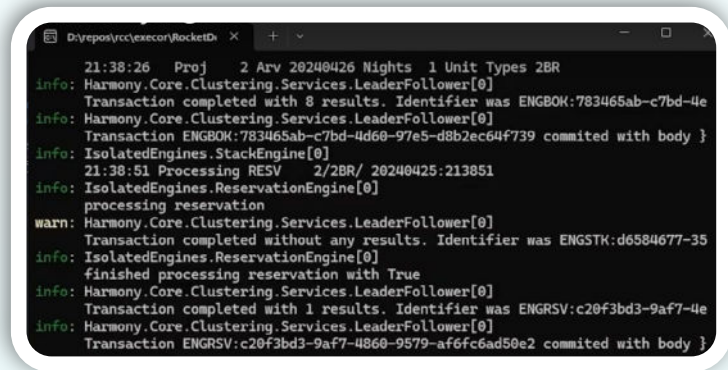 D:\repos\rcc\execor\RocketD
21:38:26 Proj 2 Arv 20240426 Nights 1 Unit Types 2BR
info: Harmony.Core.Clustering.Services.LeaderFollower[0]
Transaction completed with 8 results. Identifier was ENGBOK:783465ab-c7bd-4e
info: Harmony.Core.Clustering.Services.LeaderFollower[0]
Transaction ENGBOK:783465ab-c7bd-4d60-97e5-d8b2ec64f739 commited with body }
info: IsolatedEngines.StackEngine[0]
21:38:51 Processing RESV 2/2BR/ 20240425:213851
info: IsolatedEngines.ReservationEngine[0]
processing reservation
warn: Harmony.Core.Clustering.Services.LeaderFollower[0]
Transaction completed without any results. Identifier was ENGSTK:d6584677-35
info: IsolatedEngines.ReservationEngine[0]
finished processing reservation with True
info: Harmony.Core.Clustering.Services.LeaderFollower[0]
Transaction completed with 1 results. Identifier was ENGRSV:c20f3bd3-9af7-4e
info: Harmony.Core.Clustering.Services.LeaderFollower[0]
Transaction ENGRSV:c20f3bd3-9af7-4860-9579-af6fc6ad50e2 commited with body }